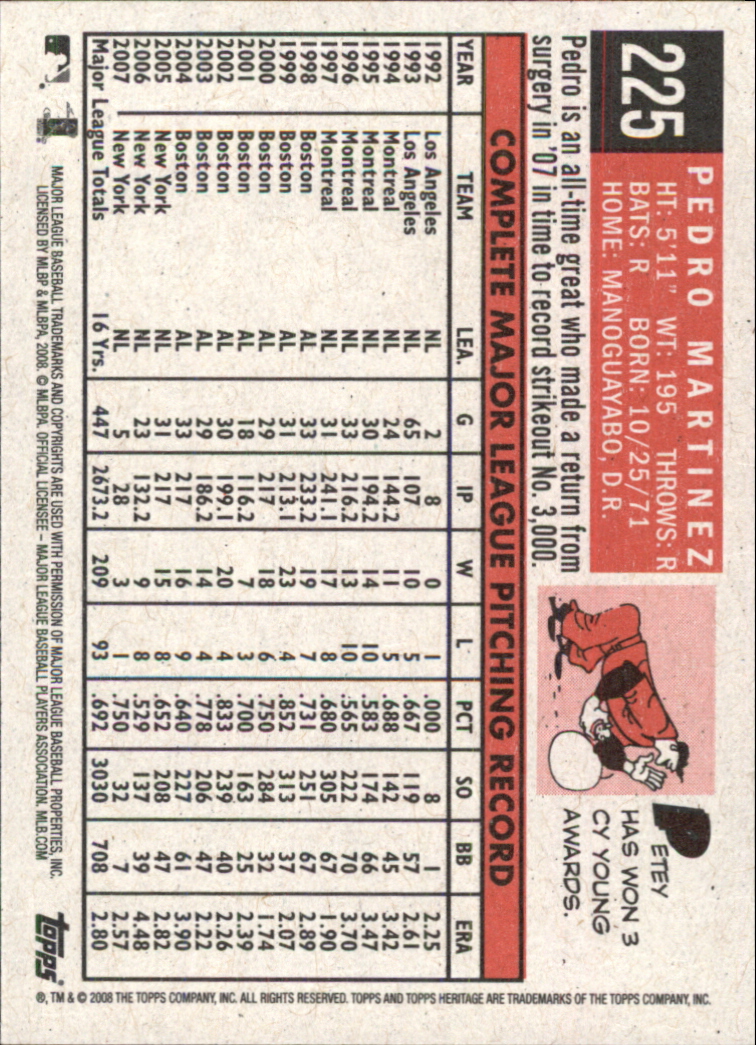 225
PEDRO MARTINEZ
HT: 5'11" WT: 195 THROWS: R
BATS: R BORN: 10/25/71
HOME: MANOGUAYABO, D.R.
Pedro is an all-time great who made a return from
surgery in '07 in time to record strikeout No. 3,000.
PETEY
HAS WON 3
CY YOUNG
AWARDS.
COMPLETE MAJOR LEAGUE PITCHING RECORD
YEAR TEAM LEA. G IP W L PCT SO BB ERA
1992 Los Angeles NL 2 8 0 1 .000 8 1 2.25
1993 Los Angeles NL 65 107 10 5 .667 119 57 2.61
1994 Montreal NL 24 144.2 11 5 .688 142 45 3.42
1995 Montreal NL 30 194.2 14 10 .583 174 66 3.47
1996 Montreal NL 33 216.2 13 10 .565 222 70 3.70
1997 Montreal NL 31 241.1 17 8 .680 305 67 1.90
1998 Boston AL 33 233.2 19 7 .731 251 67 2.89
1999 Boston AL 31 213.1 23 4 .852 313 37 2.07
2000 Boston AL 29 217 18 6 .750 284 32 1.74
2001 Boston AL 18 116.2 7 3 .700 163 25 2.39
2002 Boston AL 30 199.1 20 4 .833 239 40 2.26
2003 Boston AL 29 186.2 14 4 .778 206 47 2.22
2004 Boston AL 33 217 16 9 .640 227 61 3.90
2005 New York NL 31 217 15 8 .652 208 47 2.82
2006 New York NL 23 132.2 9 8 .529 137 39 4.48
2007 New York NL 5 28 3 1 .750 32 7 2.57
Major League Totals 16 Yrs. 447 2673.2 209 93 .692 3030 708 2.80
MAJOR LEAGUE BASEBALL TRADEMARKS AND COPYRIGHTS ARE USED WITH PERMISSION OF MAJOR LEAGUE BASEBALL PROPERTIES, INC.
LICENSED BY MLBP & MLBPA, 2008. © MLBPA. OFFICIAL LICENSEE – MAJOR LEAGUE BASEBALL PLAYERS ASSOCIATION. MLB.COM
topps
®, TM & © 2008 THE TOPPS COMPANY, INC. ALL RIGHTS RESERVED. TOPPS AND TOPPS HERITAGE ARE TRADEMARKS OF THE TOPPS COMPANY, INC.